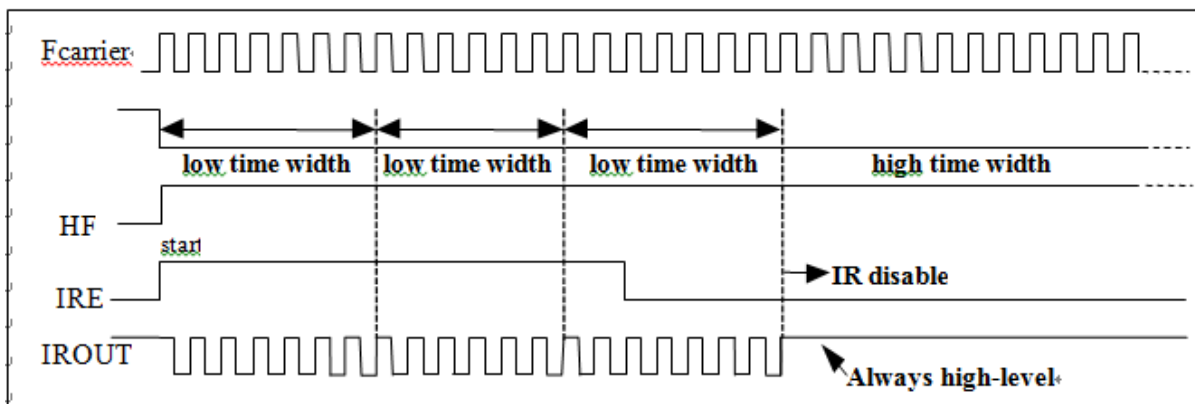 Fcarrier
low time width low time width low time width high time width
HF
start
IRE
IR disable
IROUT
Always high-level